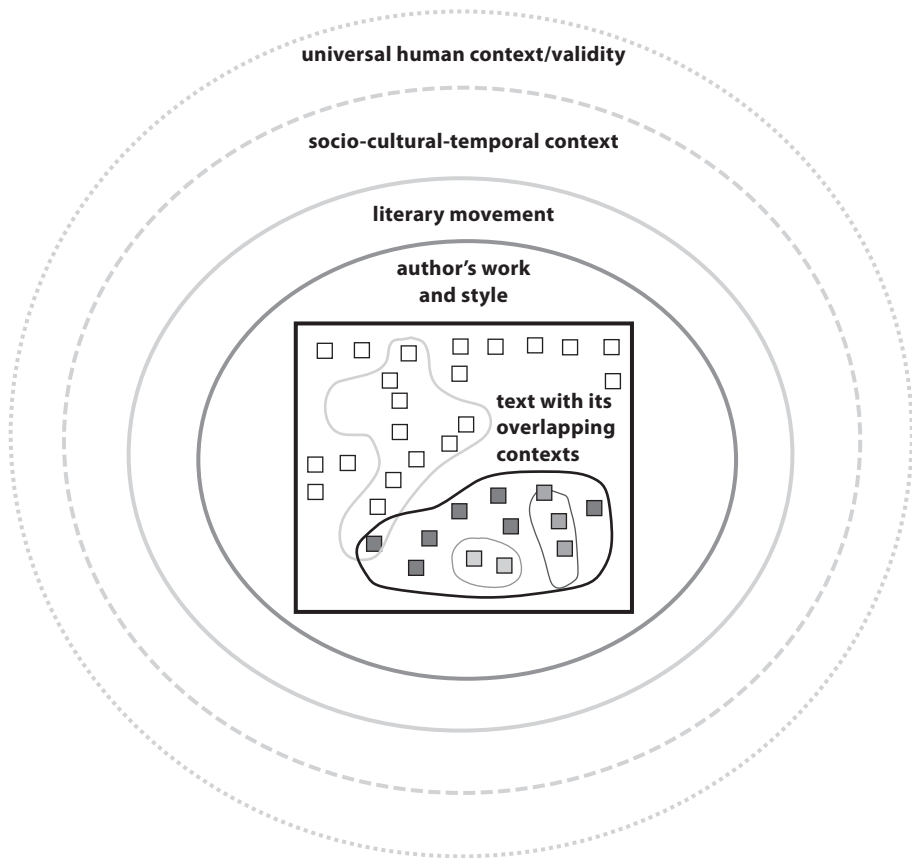 universal human context/validity
socio-cultural-temporal context
literary movement
author’s work
and style
text with its
overlapping
contexts